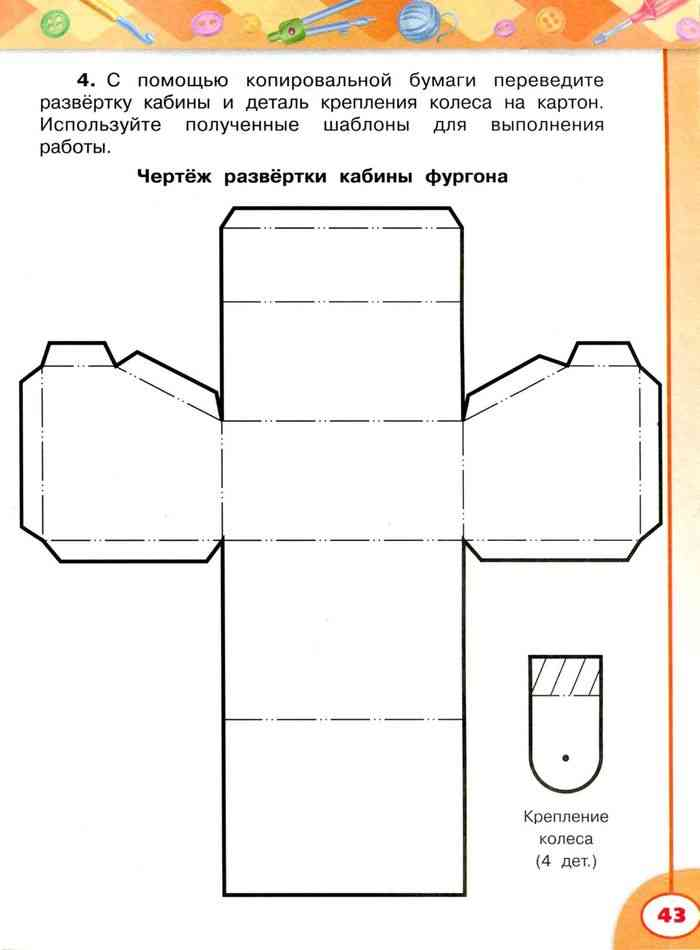 4. С помощью копировальной бумаги переведите
развёртку кабины и деталь крепления колеса на картон.
Используйте полученные шаблоны для выполнения
работы.
Чертёж развёртки кабины фургона
Крепление
колеса
(4 дет.)
43